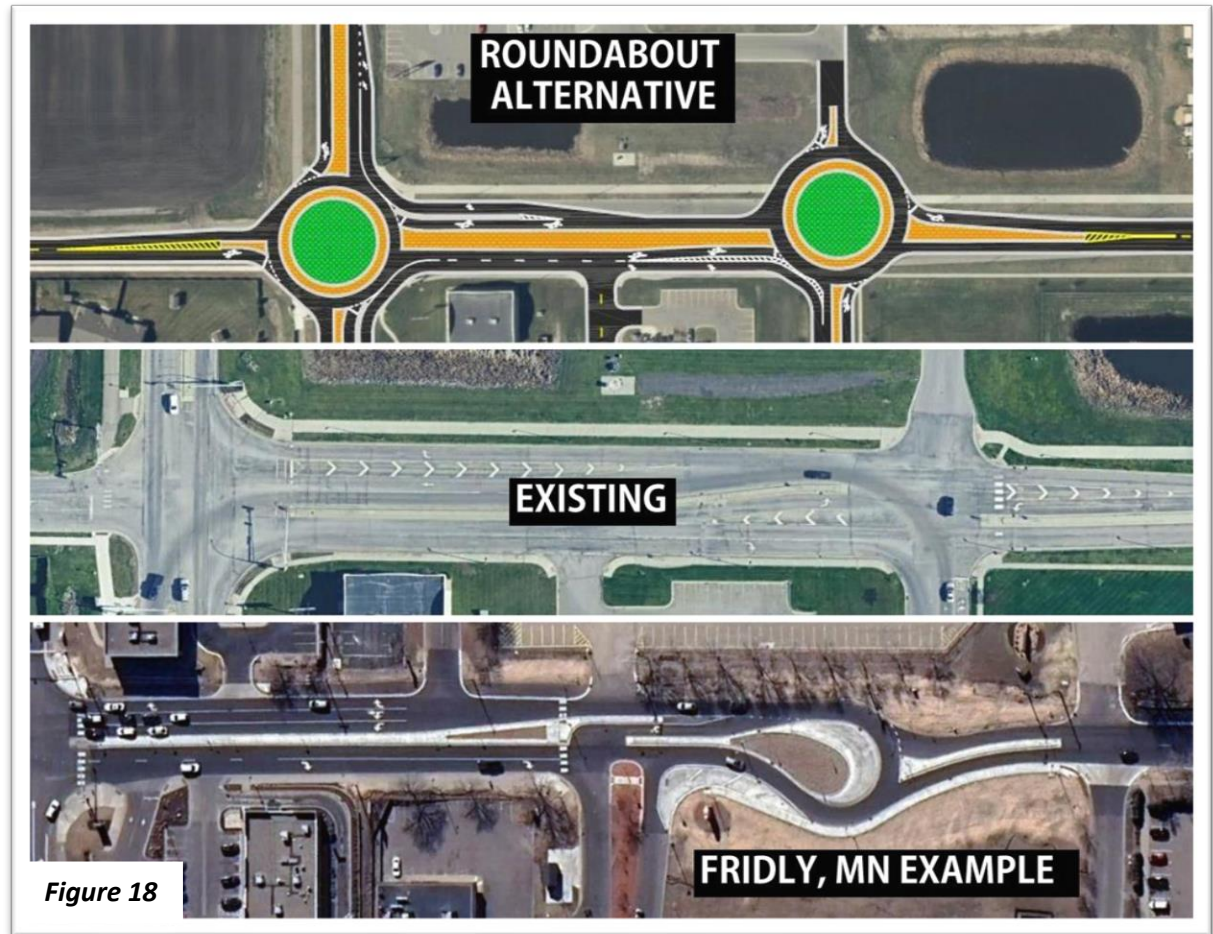 ROUNDABOUT
ALTERNATIVE
EXISTING
FRIDLY, MN EXAMPLE
Figure 18